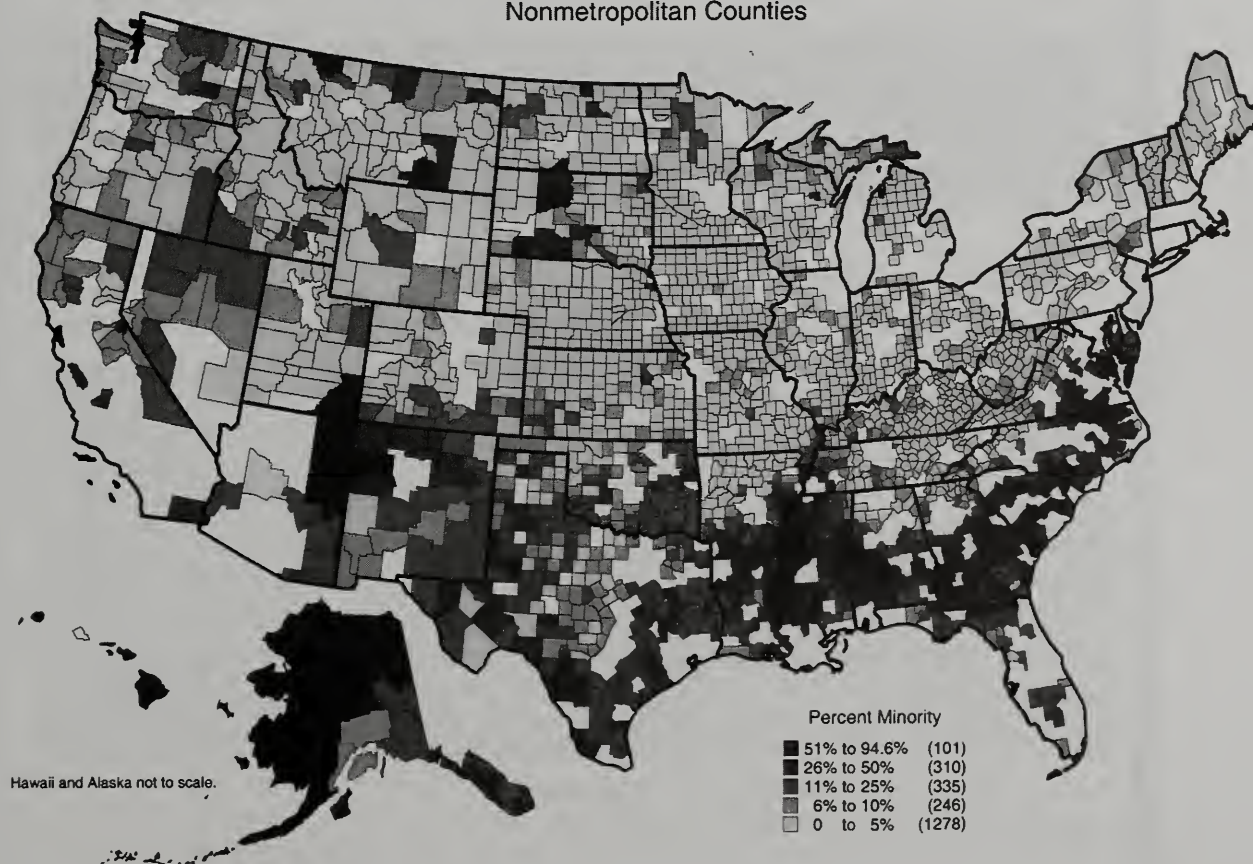 Nonmetropolitan Counties
Percent Minority
51% to 94.6% (101)
26% to 50% (310)
11% to 25% (335)
6% to 10% (246)
0 to 5% (1278)
Hawaii and Alaska not to scale.